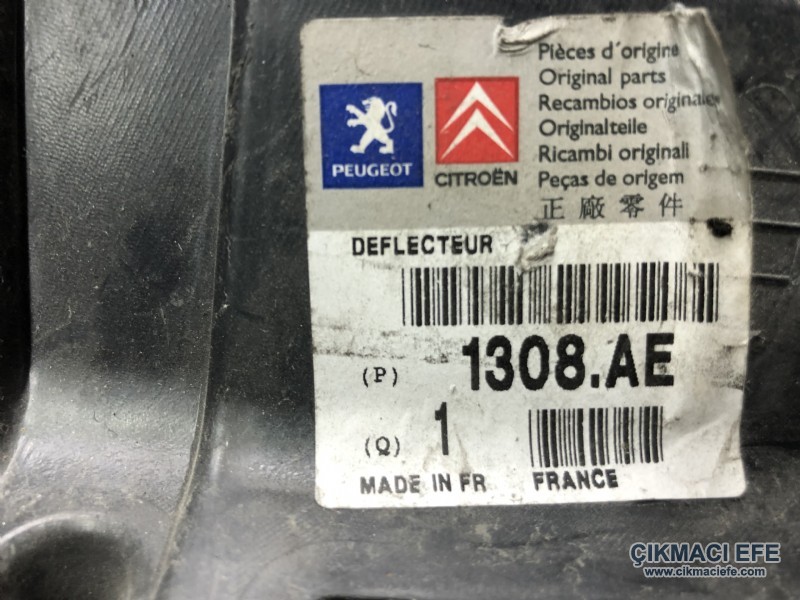 Pièces d'origine
Original parts
Recambios originales
Originalteile
Ricambi originali
Peças de origem
正廠零件
PEUGEOT
CITROËN
DEFLECTEUR
(P) 1308.AE
(Q) 1
MADE IN FR FRANCE
ÇIKMACI EFE
www.cikmaciefe.com